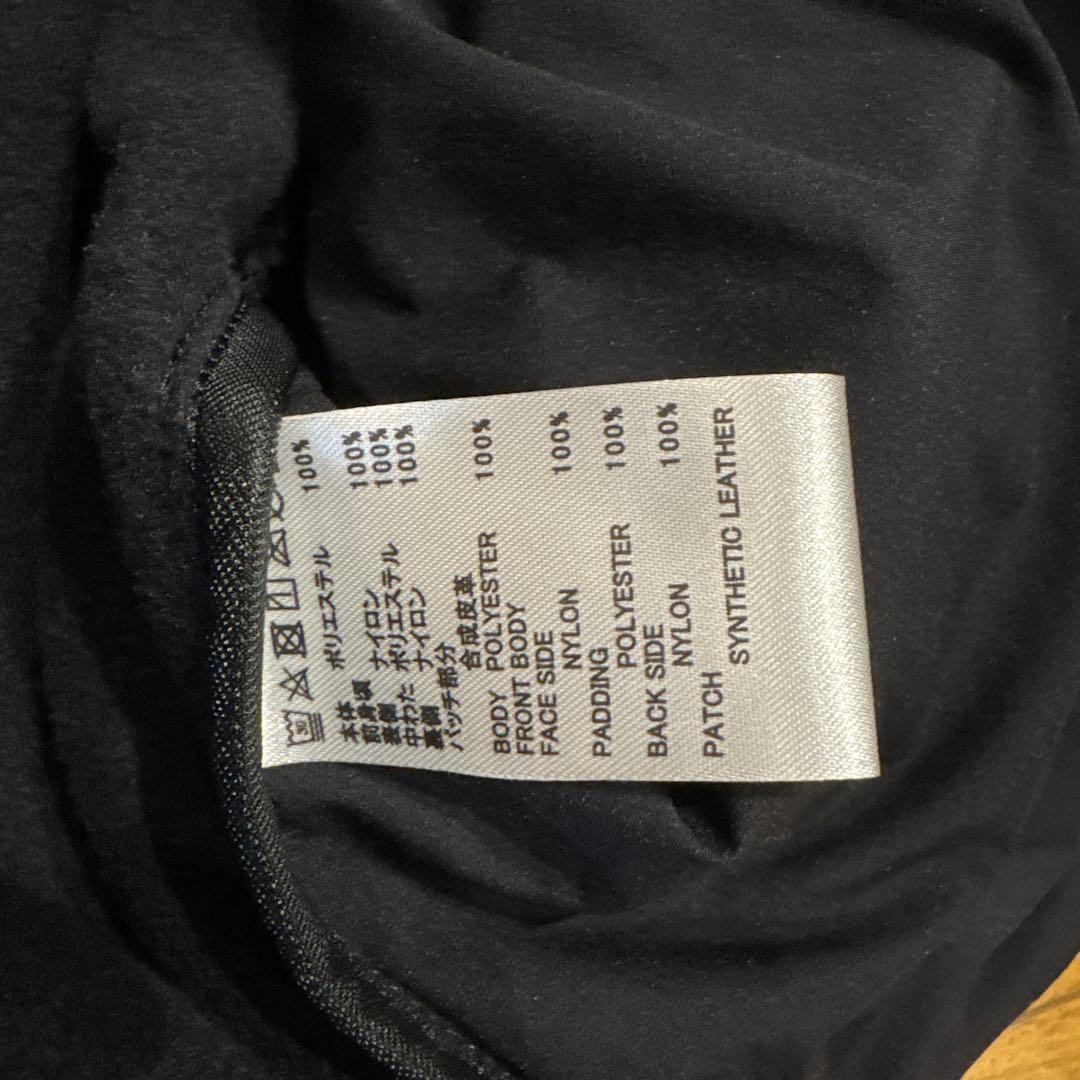 30
本体 ポリエステル 100%
前身頃
表側 ナイロン 100%
中わた ポリエステル 100%
裏側 ナイロン 100%
パッチ部分
合成皮革
BODY POLYESTER 100%
FRONT BODY
FACE SIDE
NYLON 100%
PADDING
POLYESTER 100%
BACK SIDE
NYLON 100%
PATCH
SYNTHETIC LEATHER